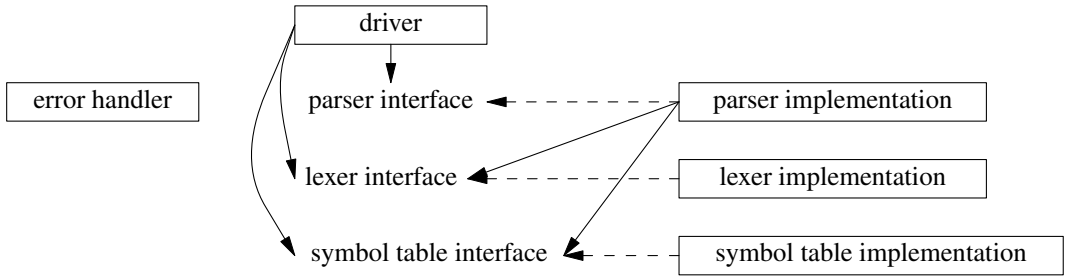 driver
error handler
parser interface
parser implementation
lexer interface
lexer implementation
symbol table interface
symbol table implementation